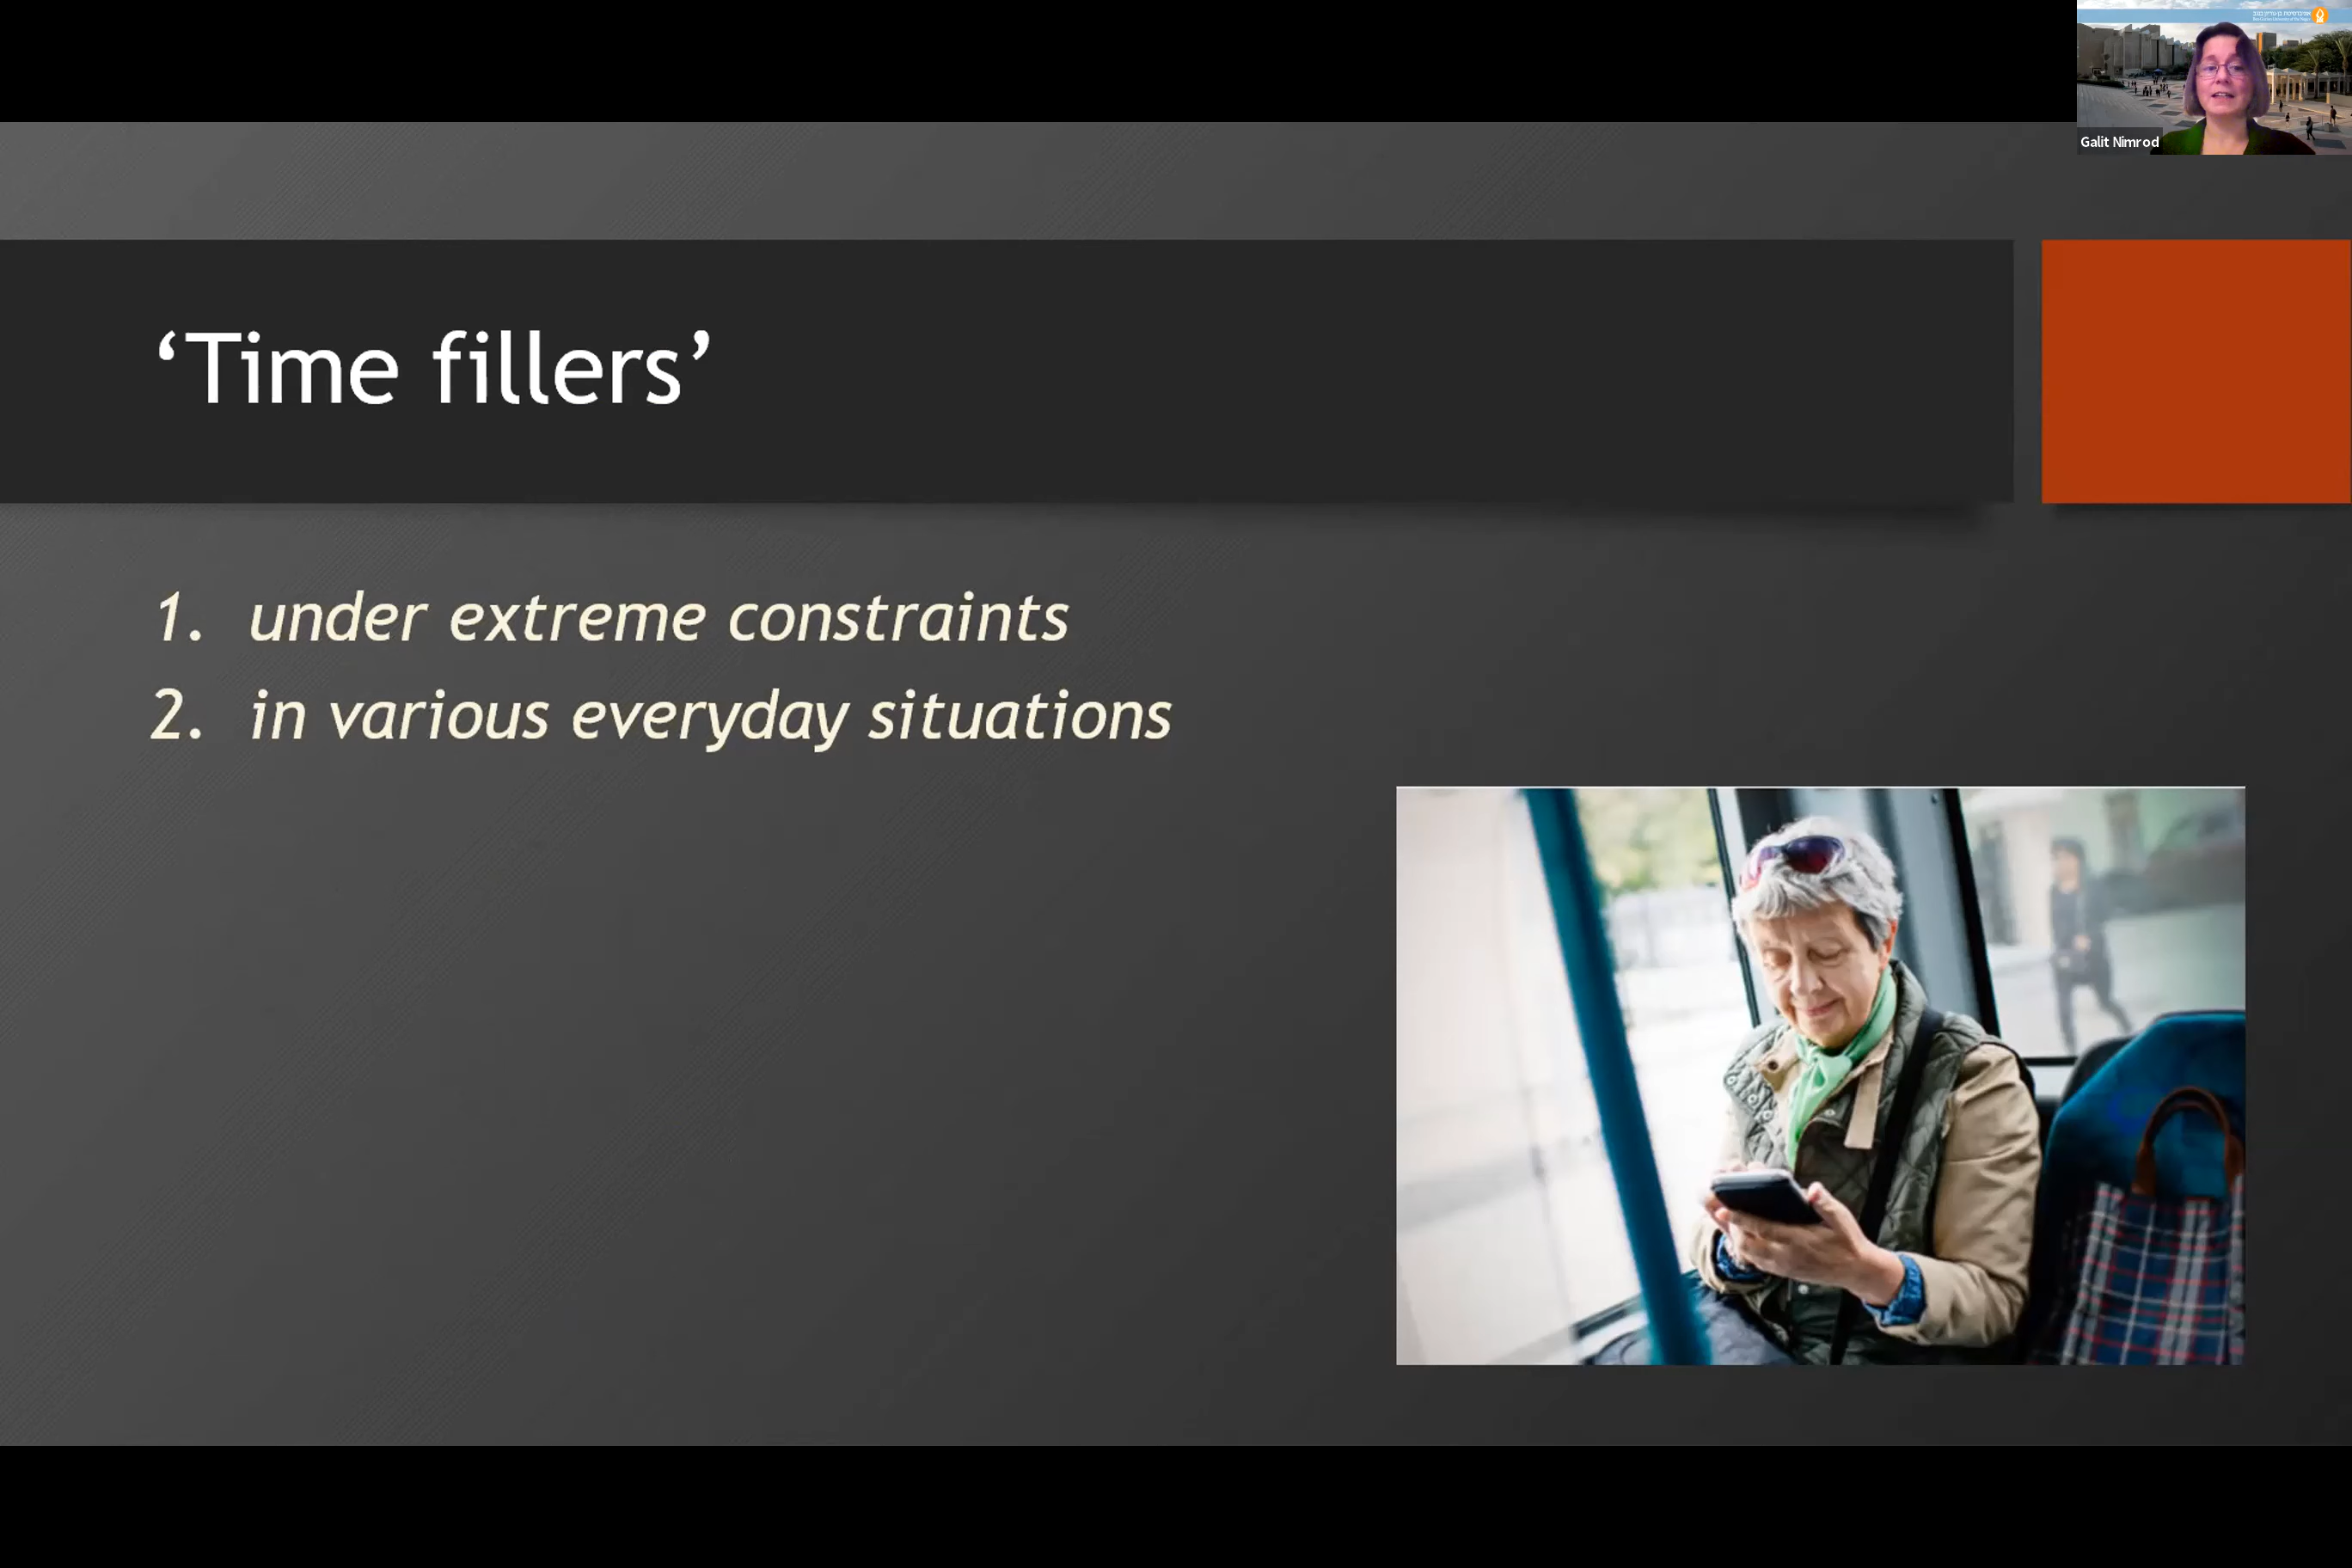 ‘Time fillers’
1. under extreme constraints
2. in various everyday situations
Galit Nimrod